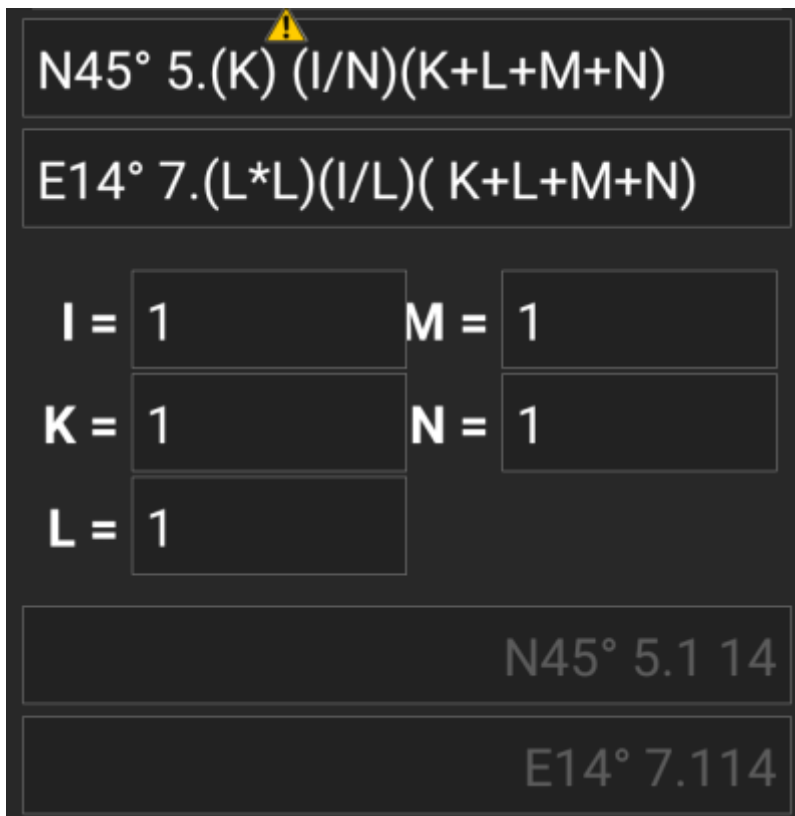 N45° 5.(K) (I/N)(K+L+M+N)
E14° 7.(L*L)(I/L)( K+L+M+N)
I = 1 M = 1
K = 1 N = 1
L = 1
N45° 5.1 14
E14° 7.114